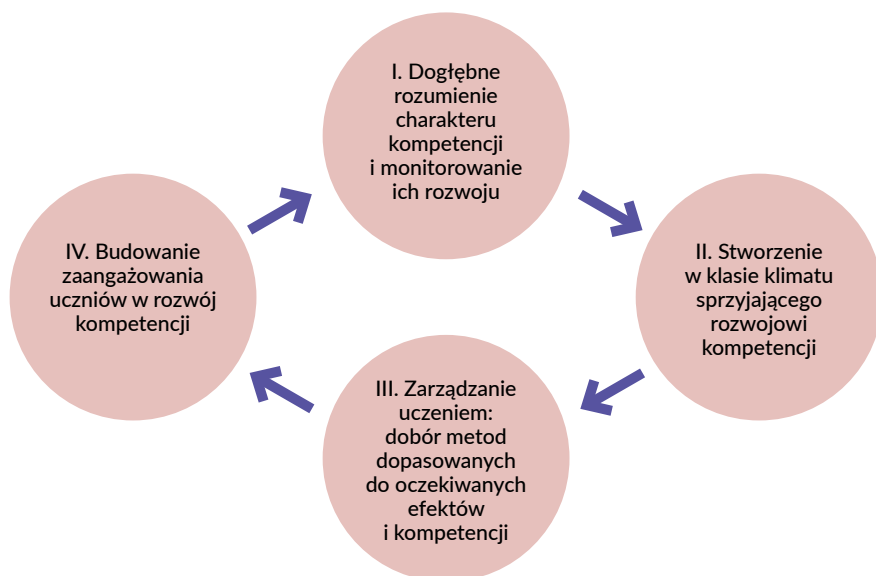 I. Dogłębne
rozumienie
charakteru
kompetencji
i monitorowanie
ich rozwoju
II. Stworzenie
w klasie klimatu
sprzyjającego
rozwojowi
kompetencji
III. Zarządzanie
uczeniem:
dobór metod
dopasowanych
do oczekiwanych
efektów
i kompetencji
IV. Budowanie
zaangażowania
uczniów w rozwój
kompetencji